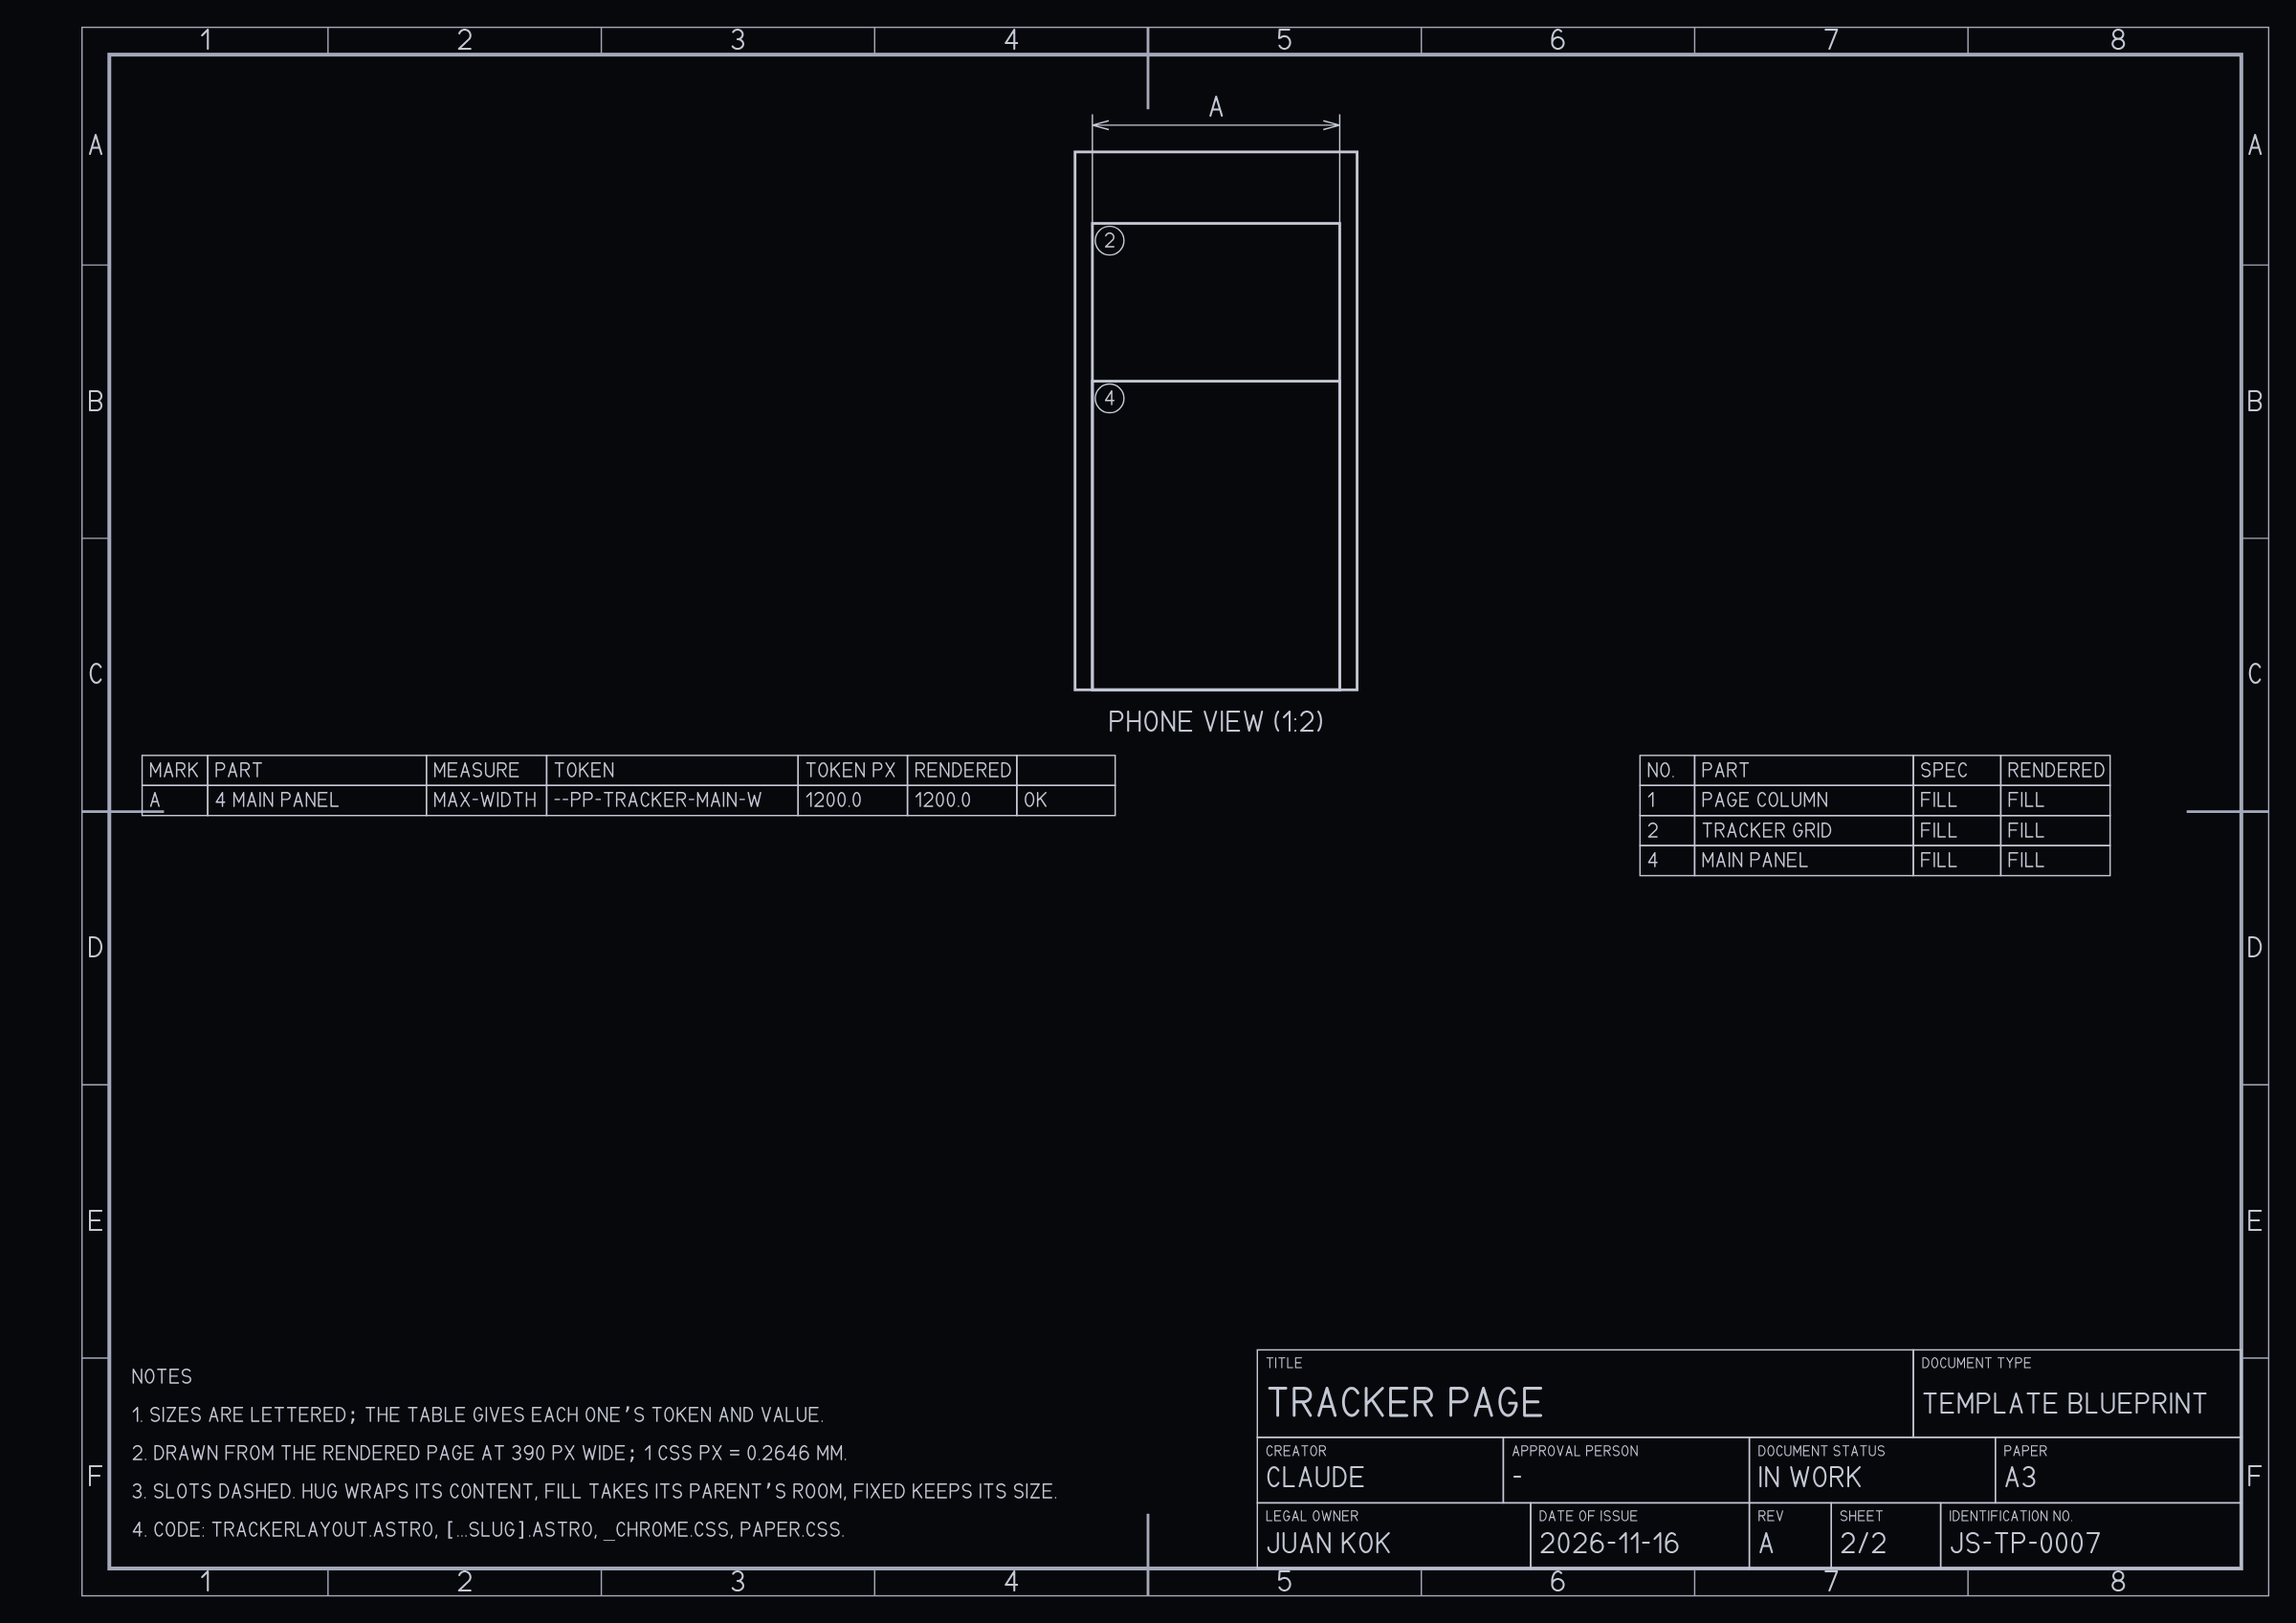 1 2 3 4 5 6 7 8
A
A
A
A
2
B
B
4
C
C
PHONE VIEW (1:2)
MARK PART MEASURE TOKEN TOKEN PX RENDERED
A 4 MAIN PANEL MAX-WIDTH --PP-TRACKER-MAIN-W 1200.0 1200.0 OK
NO. PART SPEC RENDERED
1 PAGE COLUMN FILL FILL
2 TRACKER GRID FILL FILL
4 MAIN PANEL FILL FILL
D
D
E
E
NOTES
1. SIZES ARE LETTERED; THE TABLE GIVES EACH ONE'S TOKEN AND VALUE.
2. DRAWN FROM THE RENDERED PAGE AT 390 PX WIDE; 1 CSS PX = 0.2646 MM.
3. SLOTS DASHED. HUG WRAPS ITS CONTENT, FILL TAKES ITS PARENT'S ROOM, FIXED KEEPS ITS SIZE.
4. CODE: TRACKERLAYOUT.ASTRO, [...SLUG].ASTRO, _CHROME.CSS, PAPER.CSS.
TITLE DOCUMENT TYPE
TRACKER PAGE TEMPLATE BLUEPRINT
CREATOR APPROVAL PERSON DOCUMENT STATUS PAPER
CLAUDE - IN WORK A3
LEGAL OWNER DATE OF ISSUE REV SHEET IDENTIFICATION NO.
JUAN KOK 2026-11-16 A 2/2 JS-TP-0007
F
F
1 2 3 4 5 6 7 8